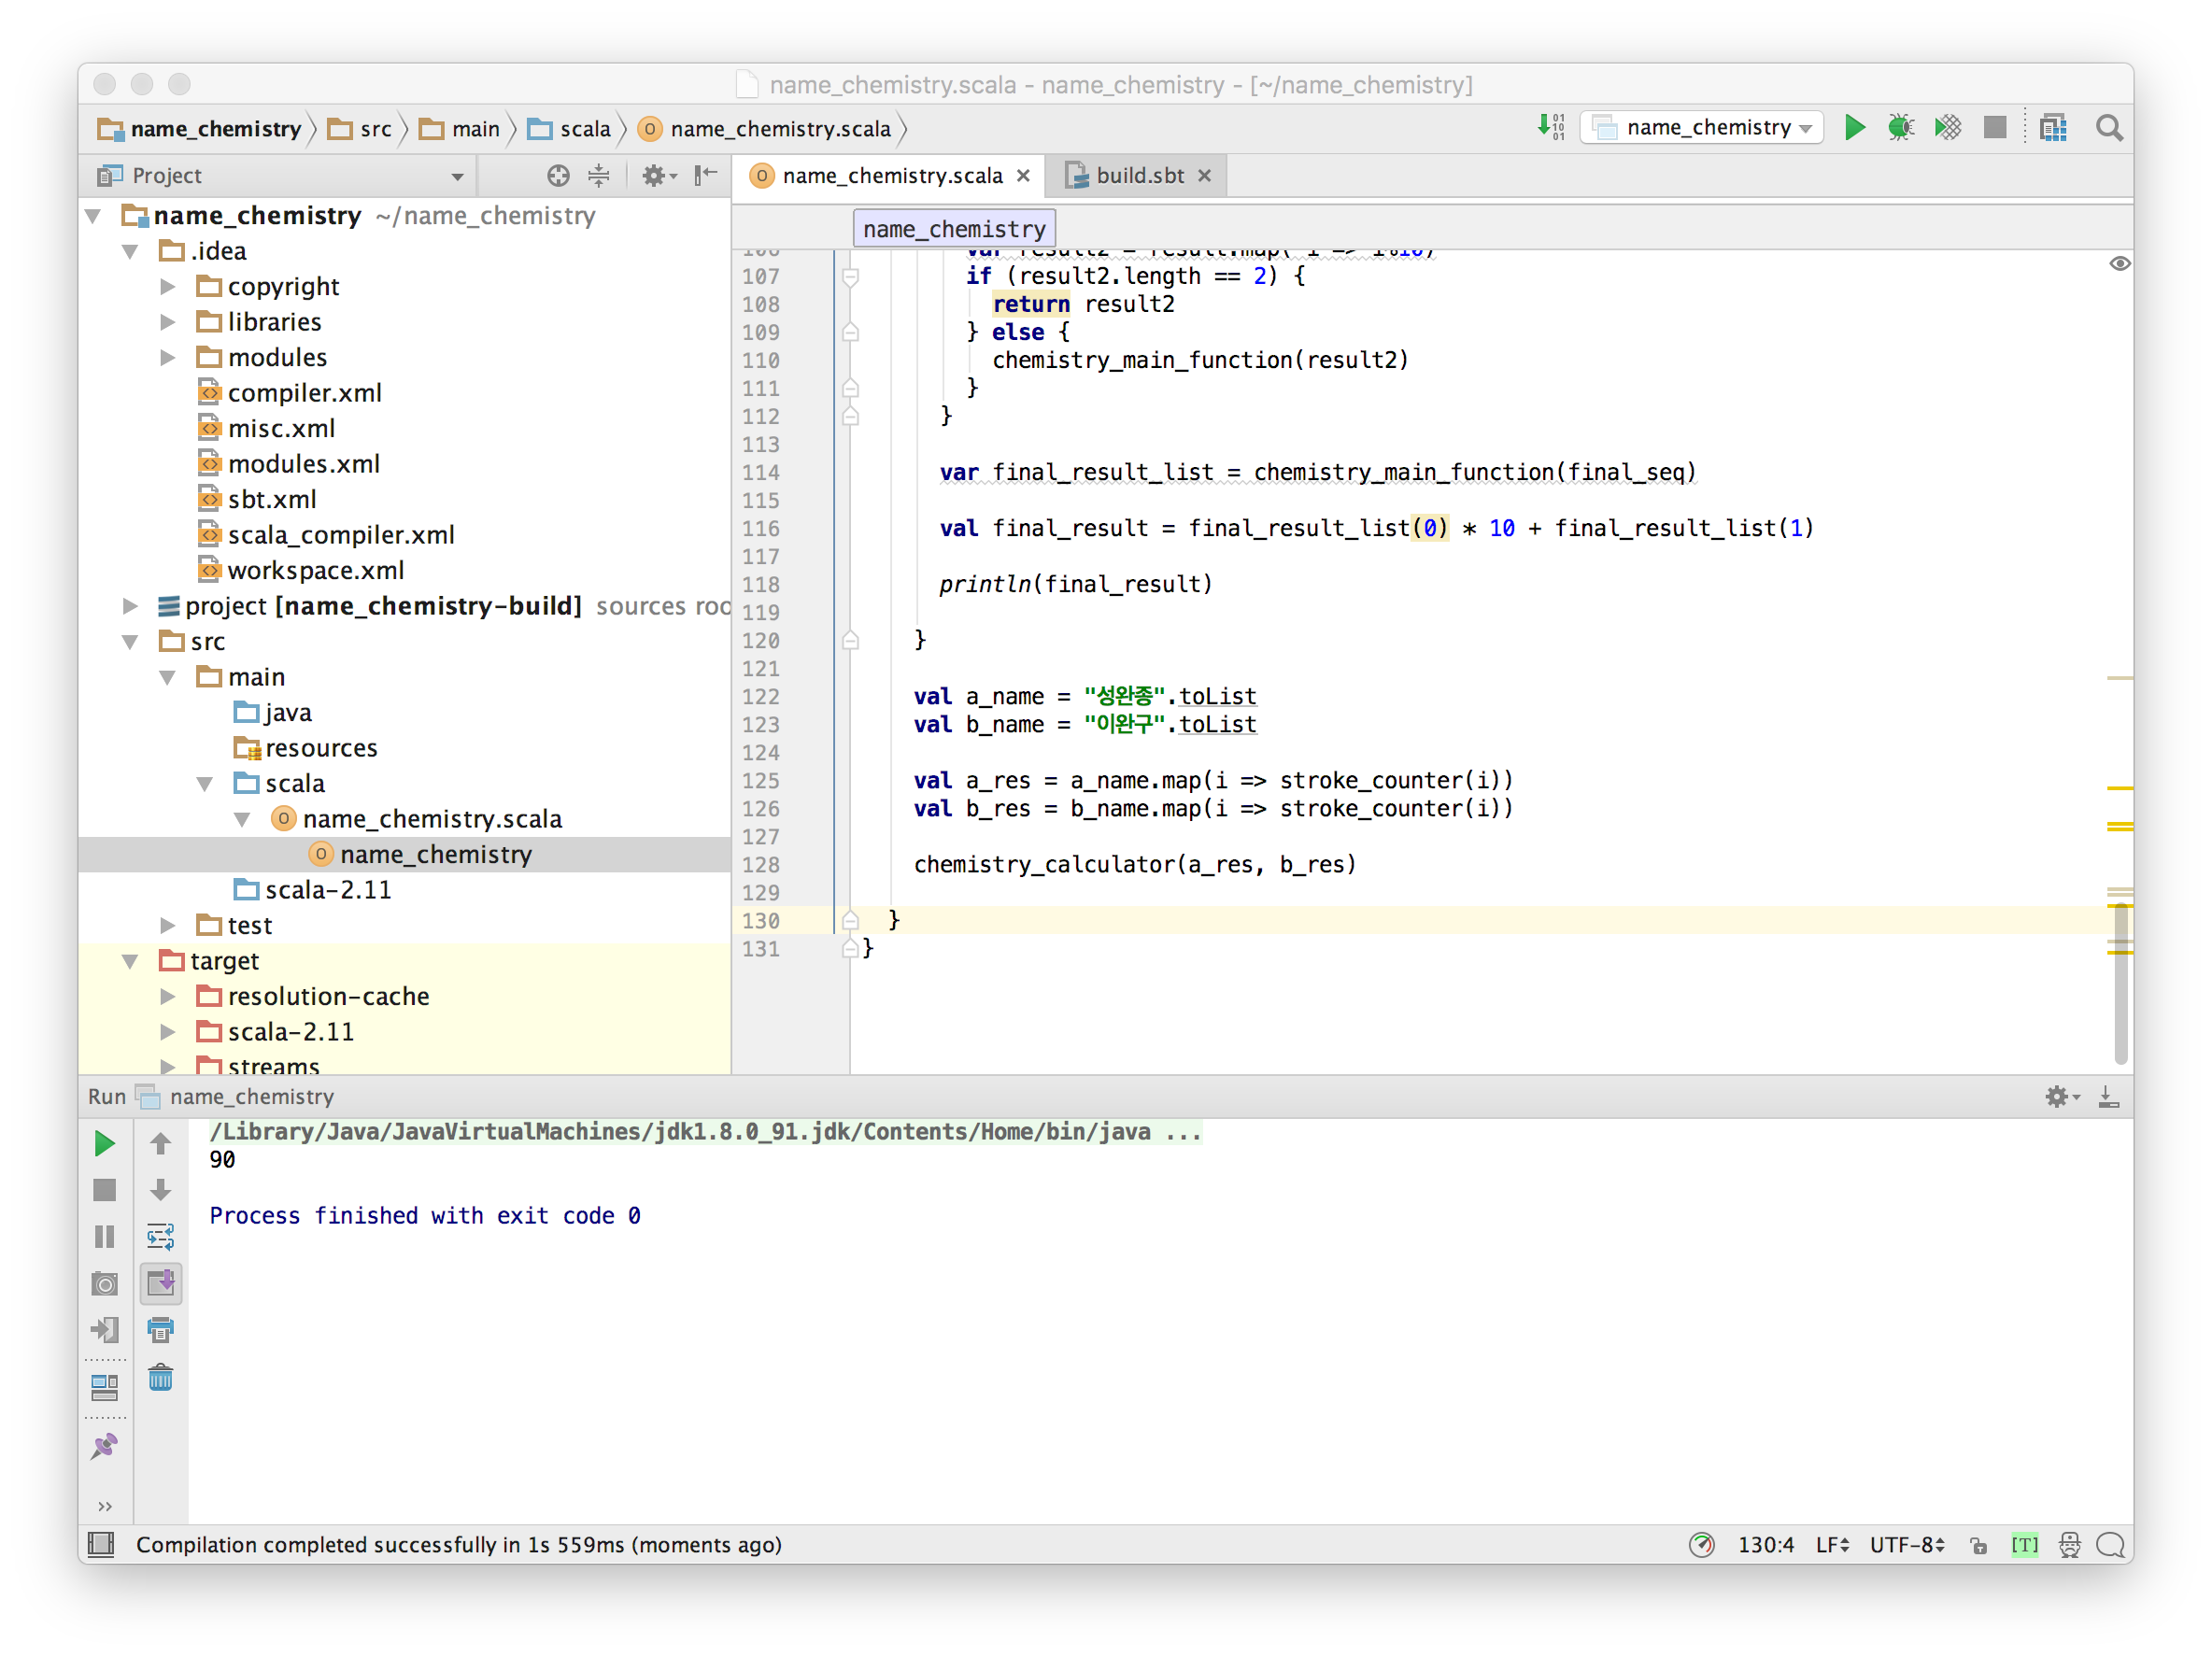 name_chemistry.scala - name_chemistry - [~/name_chemistry]
name_chemistry src main scala name_chemistry.scala name_chemistry
Project
name_chemistry.scala build.sbt
name_chemistry ~/name_chemistry
.idea
copyright
libraries
modules
compiler.xml
misc.xml
modules.xml
sbt.xml
scala_compiler.xml
workspace.xml
project [name_chemistry-build] sources roo
src
main
java
resources
scala
name_chemistry.scala
name_chemistry
scala-2.11
test
target
resolution-cache
scala-2.11
streams
name_chemistry
106 var result2 = result.map( i => i%10)
107 if (result2.length == 2) {
108 return result2
109 } else {
110 chemistry_main_function(result2)
111 }
112 }
113
114 var final_result_list = chemistry_main_function(final_seq)
115
116 val final_result = final_result_list(0) * 10 + final_result_list(1)
117
118 println(final_result)
119
120 }
121
122 val a_name = "성완종".toList
123 val b_name = "이완구".toList
124
125 val a_res = a_name.map(i => stroke_counter(i))
126 val b_res = b_name.map(i => stroke_counter(i))
127
128 chemistry_calculator(a_res, b_res)
129
130 }
131 }
Run name_chemistry
/Library/Java/JavaVirtualMachines/jdk1.8.0_91.jdk/Contents/Home/bin/java ...
90
Process finished with exit code 0
Compilation completed successfully in 1s 559ms (moments ago)
130:4 LF UTF-8 [T]